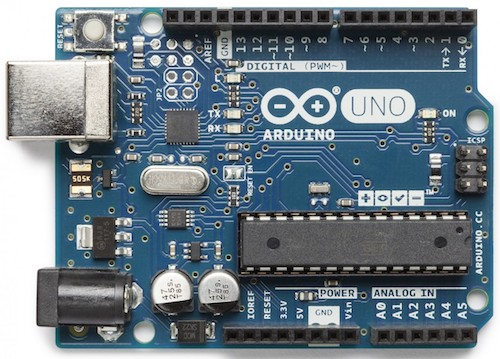 RESET
AREF
GND
13
12
~11
~10
~9
8
7
~6
~5
4
~3
2
TX→1
RX←0
DIGITAL (PWM~)
TX
RX
®
UNO
ON
ARDUINO
ICSP
RESET EN
ARDUINO.CC
IOREF
RESET
3.3V
5V
GND
Vin
POWER
ANALOG IN
A0
A1
A2
A3
A4
A5